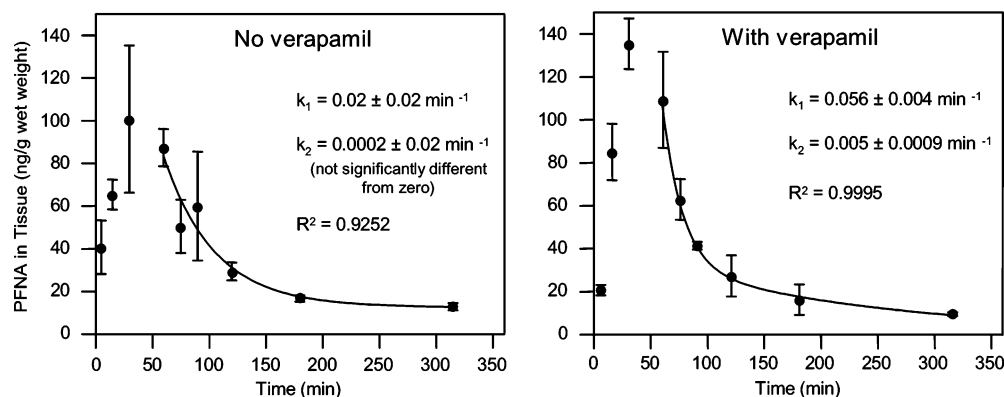 No verapamil
k1 = 0.02 ± 0.02 min -1
k2 = 0.0002 ± 0.02 min -1
(not significantly different
from zero)
R2 = 0.9252
PFNA in Tissue (ng/g wet weight)
140
120
100
80
60
40
20
0
0 50 100 150 200 250 300 350
Time (min)
With verapamil
k1 = 0.056 ± 0.004 min -1
k2 = 0.005 ± 0.0009 min -1
R2 = 0.9995
140
120
100
80
60
40
20
0
0 50 100 150 200 250 300 350
Time (min)